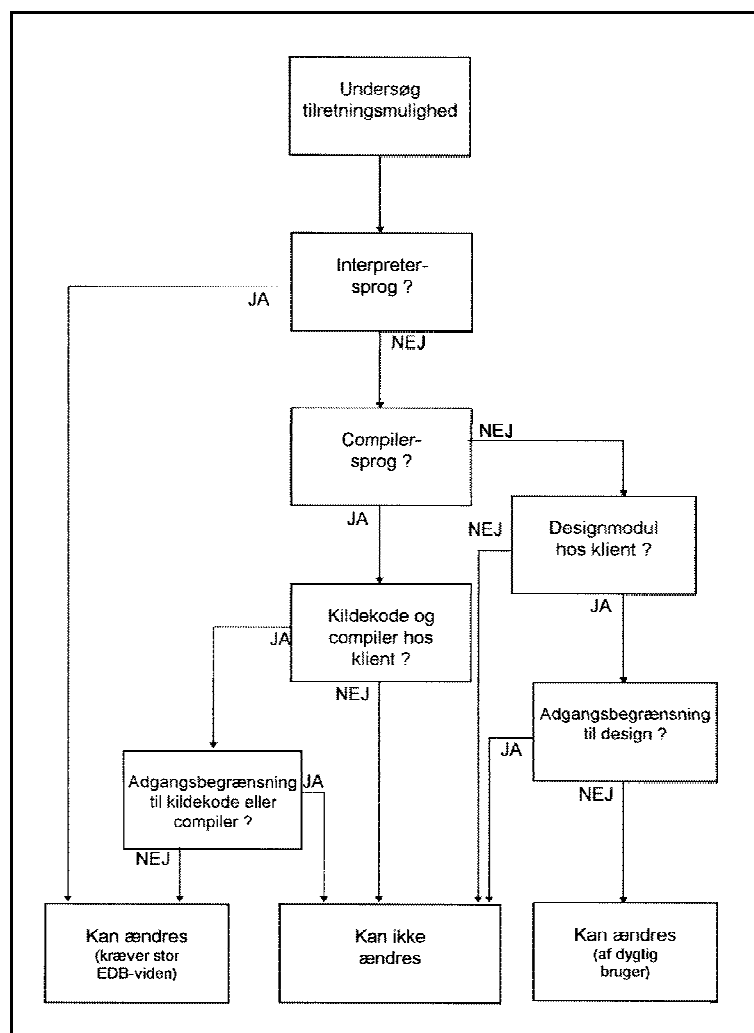 Undersøg
tilretningsmulighed
Interpreter-
sprog ?
JA
NEJ
Compiler-
sprog ?
NEJ
JA
NEJ
Designmodul
hos klient ?
JA
Kildekode og
compiler hos
klient ?
JA
NEJ
Adgangsbegrænsning
til design ?
JA
NEJ
Adgangsbegrænsning
til kildekode eller
compiler ?
JA
NEJ
Kan ændres
(kræver stor
EDB-viden)
Kan ikke
ændres
Kan ændres
(af dygtig
bruger)